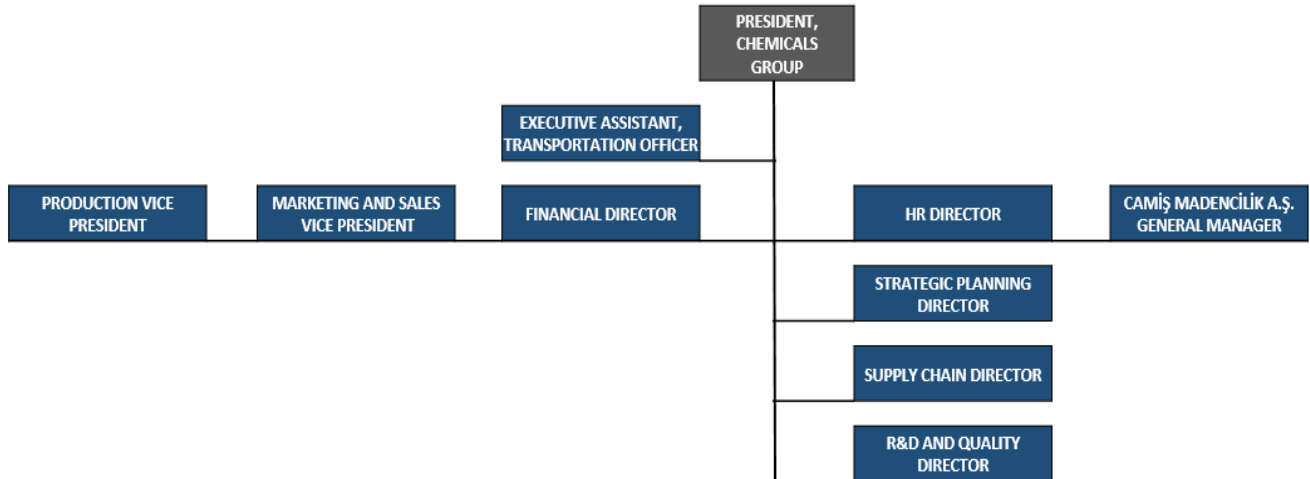 PRESIDENT,
CHEMICALS
GROUP
EXECUTIVE ASSISTANT,
TRANSPORTATION OFFICER
PRODUCTION VICE
PRESIDENT
MARKETING AND SALES
VICE PRESIDENT
FINANCIAL DIRECTOR
HR DIRECTOR
CAMİŞ MADENCİLİK A.Ş.
GENERAL MANAGER
STRATEGIC PLANNING
DIRECTOR
SUPPLY CHAIN DIRECTOR
R&D AND QUALITY
DIRECTOR